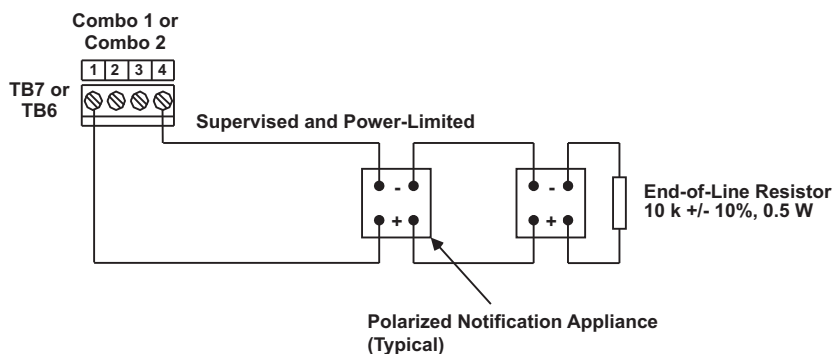 Combo 1 or
Combo 2
1 2 3 4
TB7 or
TB6
Supervised and Power-Limited
- -
End-of-Line Resistor
10 k +/- 10%, 0.5 W
+ +
Polarized Notification Appliance
(Typical)